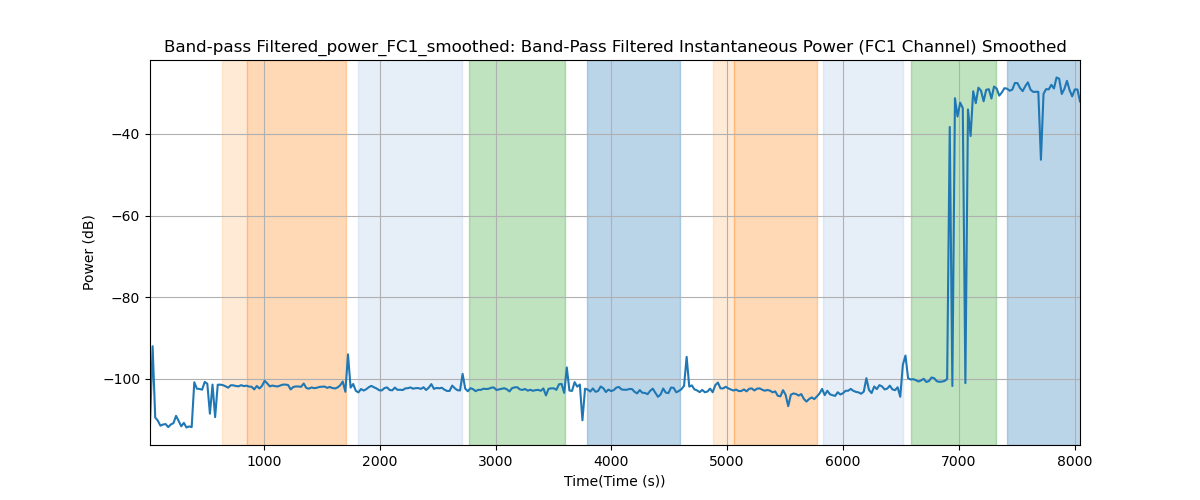 Band-pass Filtered_power_FC1_smoothed: Band-Pass Filtered Instantaneous Power (FC1 Channel) Smoothed
Power (dB)
−40
−60
−80
−100
1000 2000 3000 4000 5000 6000 7000 8000
Time(Time (s))